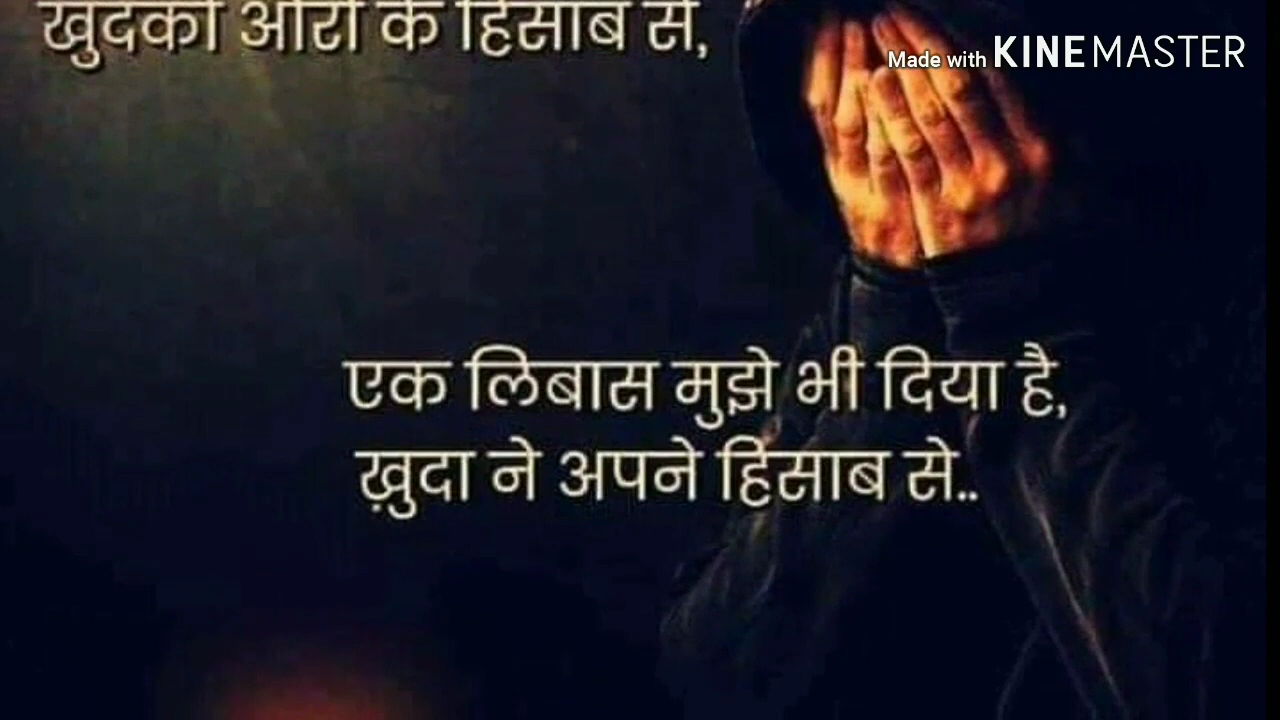 खुदको औरों के हिसाब से,
Made with KINEMASTER
एक लिबास मुझे भी दिया है,
ख़ुदा ने अपने हिसाब से..